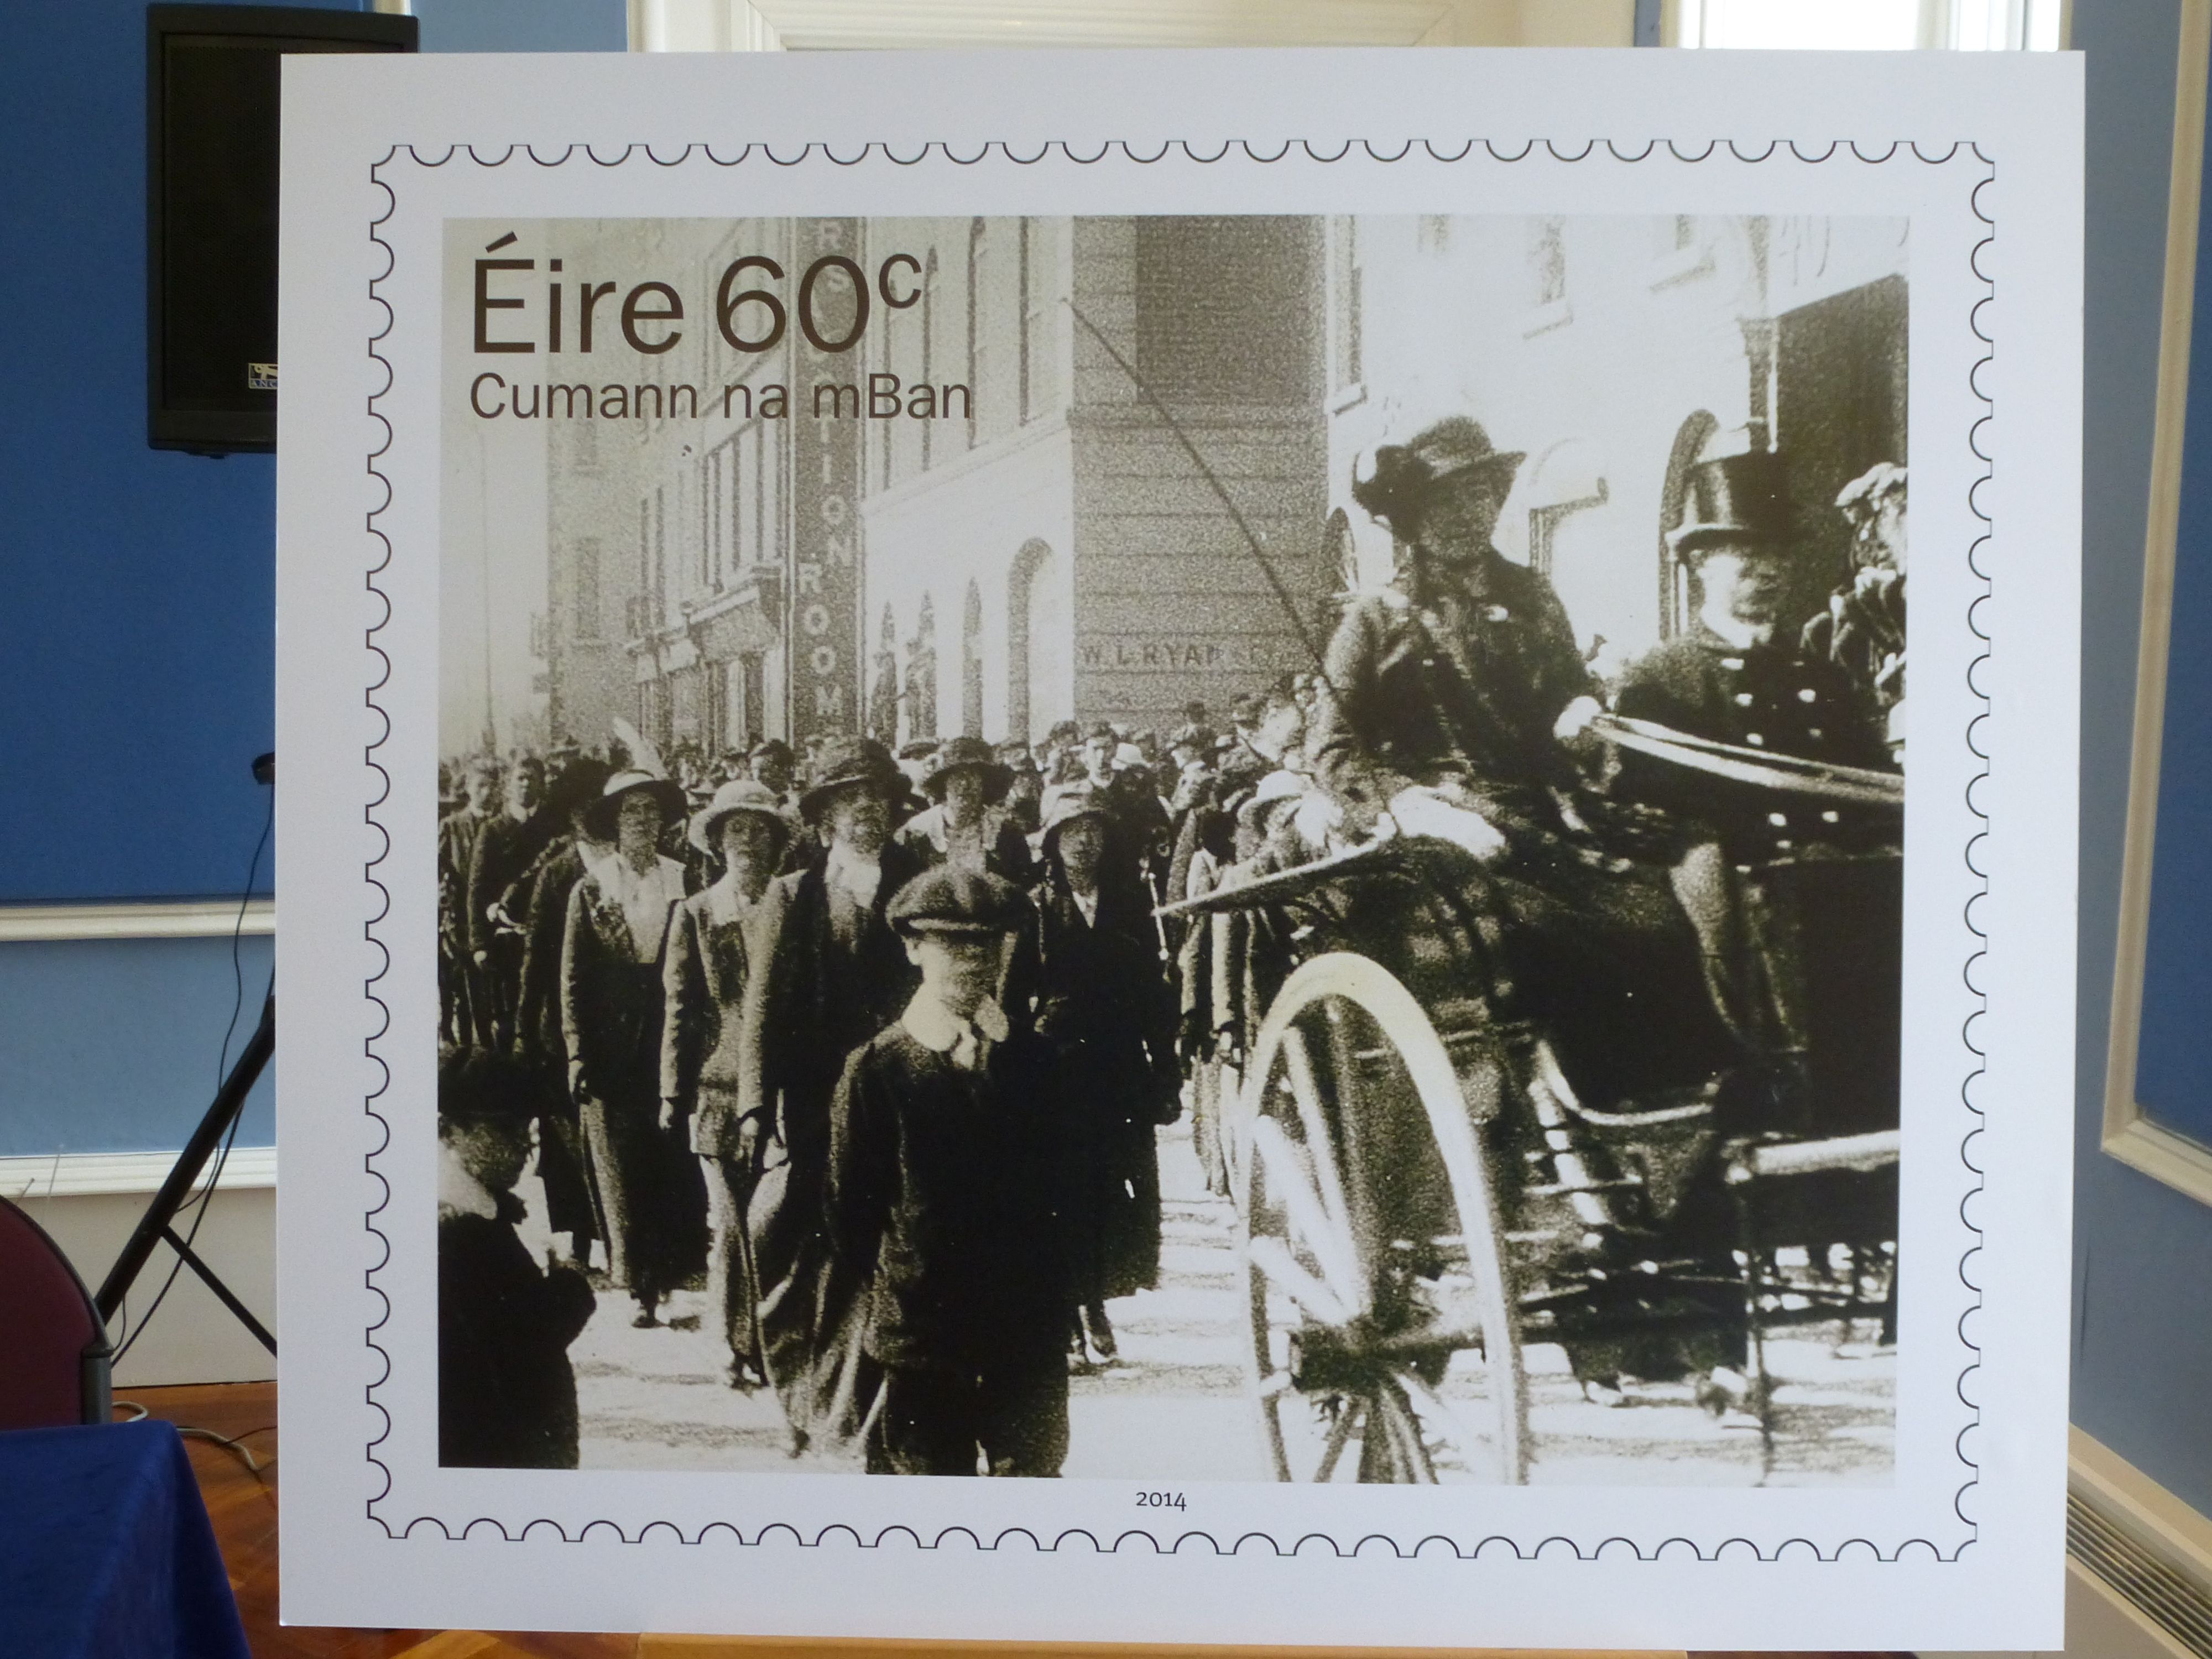 Éire 60c
Cumann na mBan
ROOM
W. L. RYAN
2014